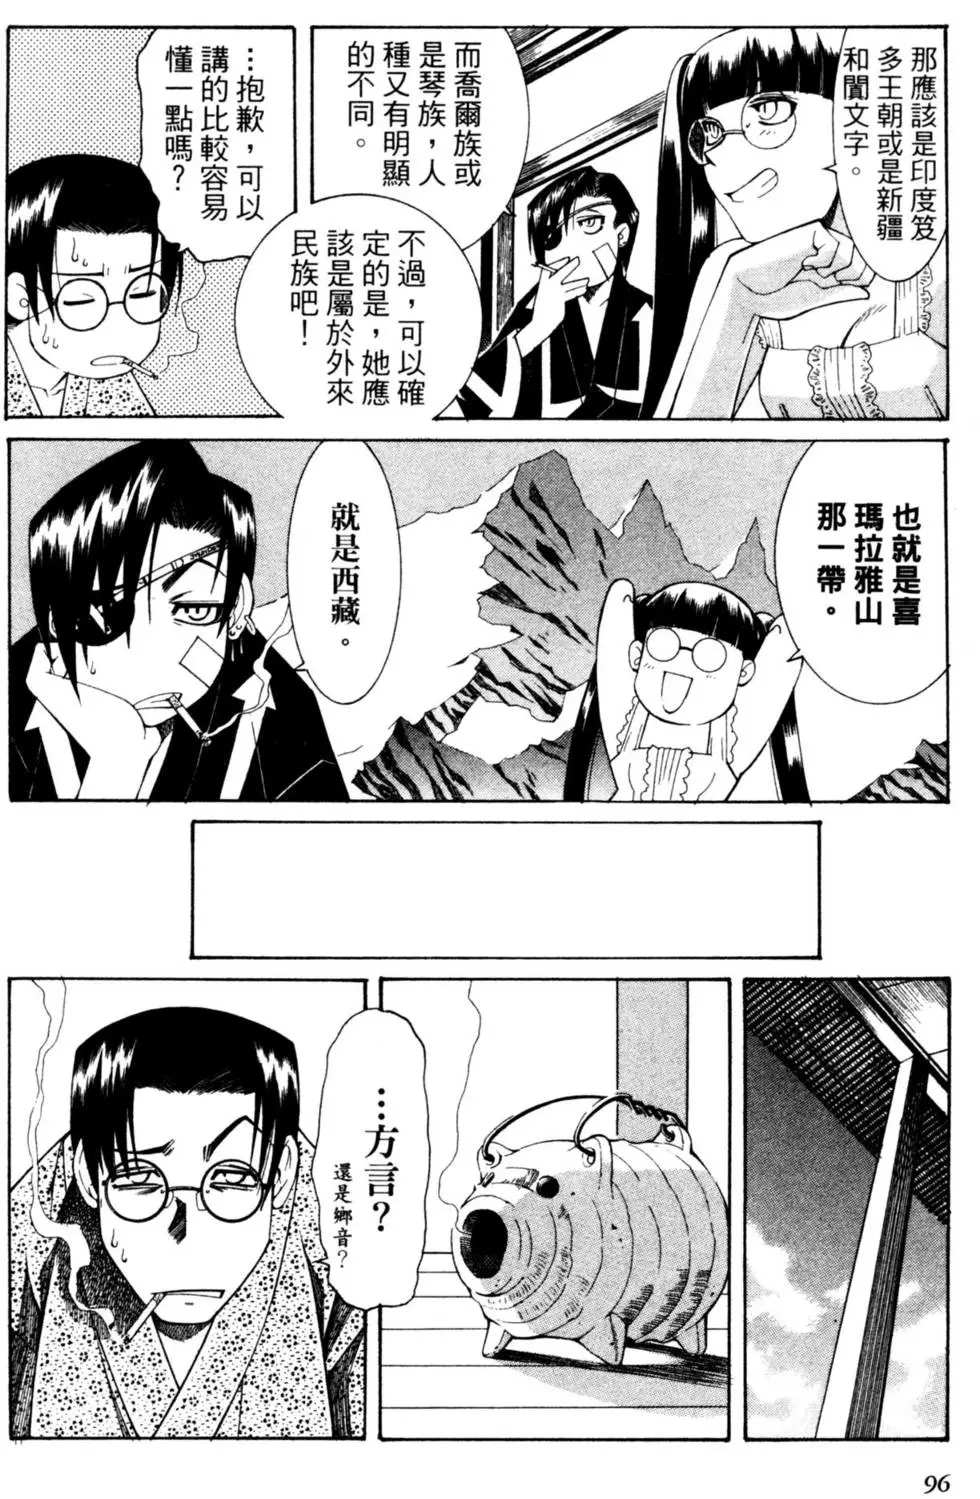 那應該是印度笈
多王朝或是新疆
和闐文字。
而喬爾族或
是琴族，人
種又有明顯
的不同。
不過，可以確
定的是，她應
該是屬於外來
民族吧！
…抱歉，可以
講的比較容易
懂一點嗎？
也就是喜
瑪拉雅山
那一帶。
就是西藏。
…方言？
還是鄉音？
96